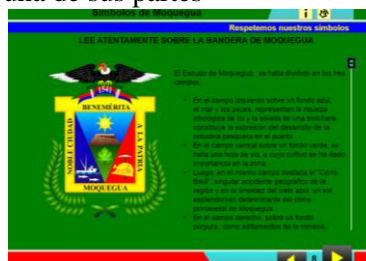 una de sus partes
Símbolos de Moquegua
Respetemos nuestros símbolos
LEE ATENTAMENTE SOBRE LA BANDERA DE MOQUEGUA
El Escudo de Moquegua, se halla dividido en los tres
campos:
En el campo izquierdo sobre un fondo azul,
el mar y los peces, representan la riqueza
ictiológica de Ilo y la silueta de una bolichera
constituye la expresión del desarrollo de la
industria pesquera en el puerto.
En el campo central sobre un fondo verde, se
halla una hoja de vid, a cuyo cultivo se ha dado
importancia en la zona.
Luego, en el mismo campo destaca el "Cerro
Baúl", singular accidente geográfico de la
región y en la limpidez del cielo azul, un sol
esplendoroso determinante del clima
primaveral de Moquegua.
En el campo derecho, sobre un fondo
púrpura, como aditamentos de la minería,
1541
BENEMÉRITA
NOBLE CIUDAD
A LA PATRIA
MOQUEGUA
8